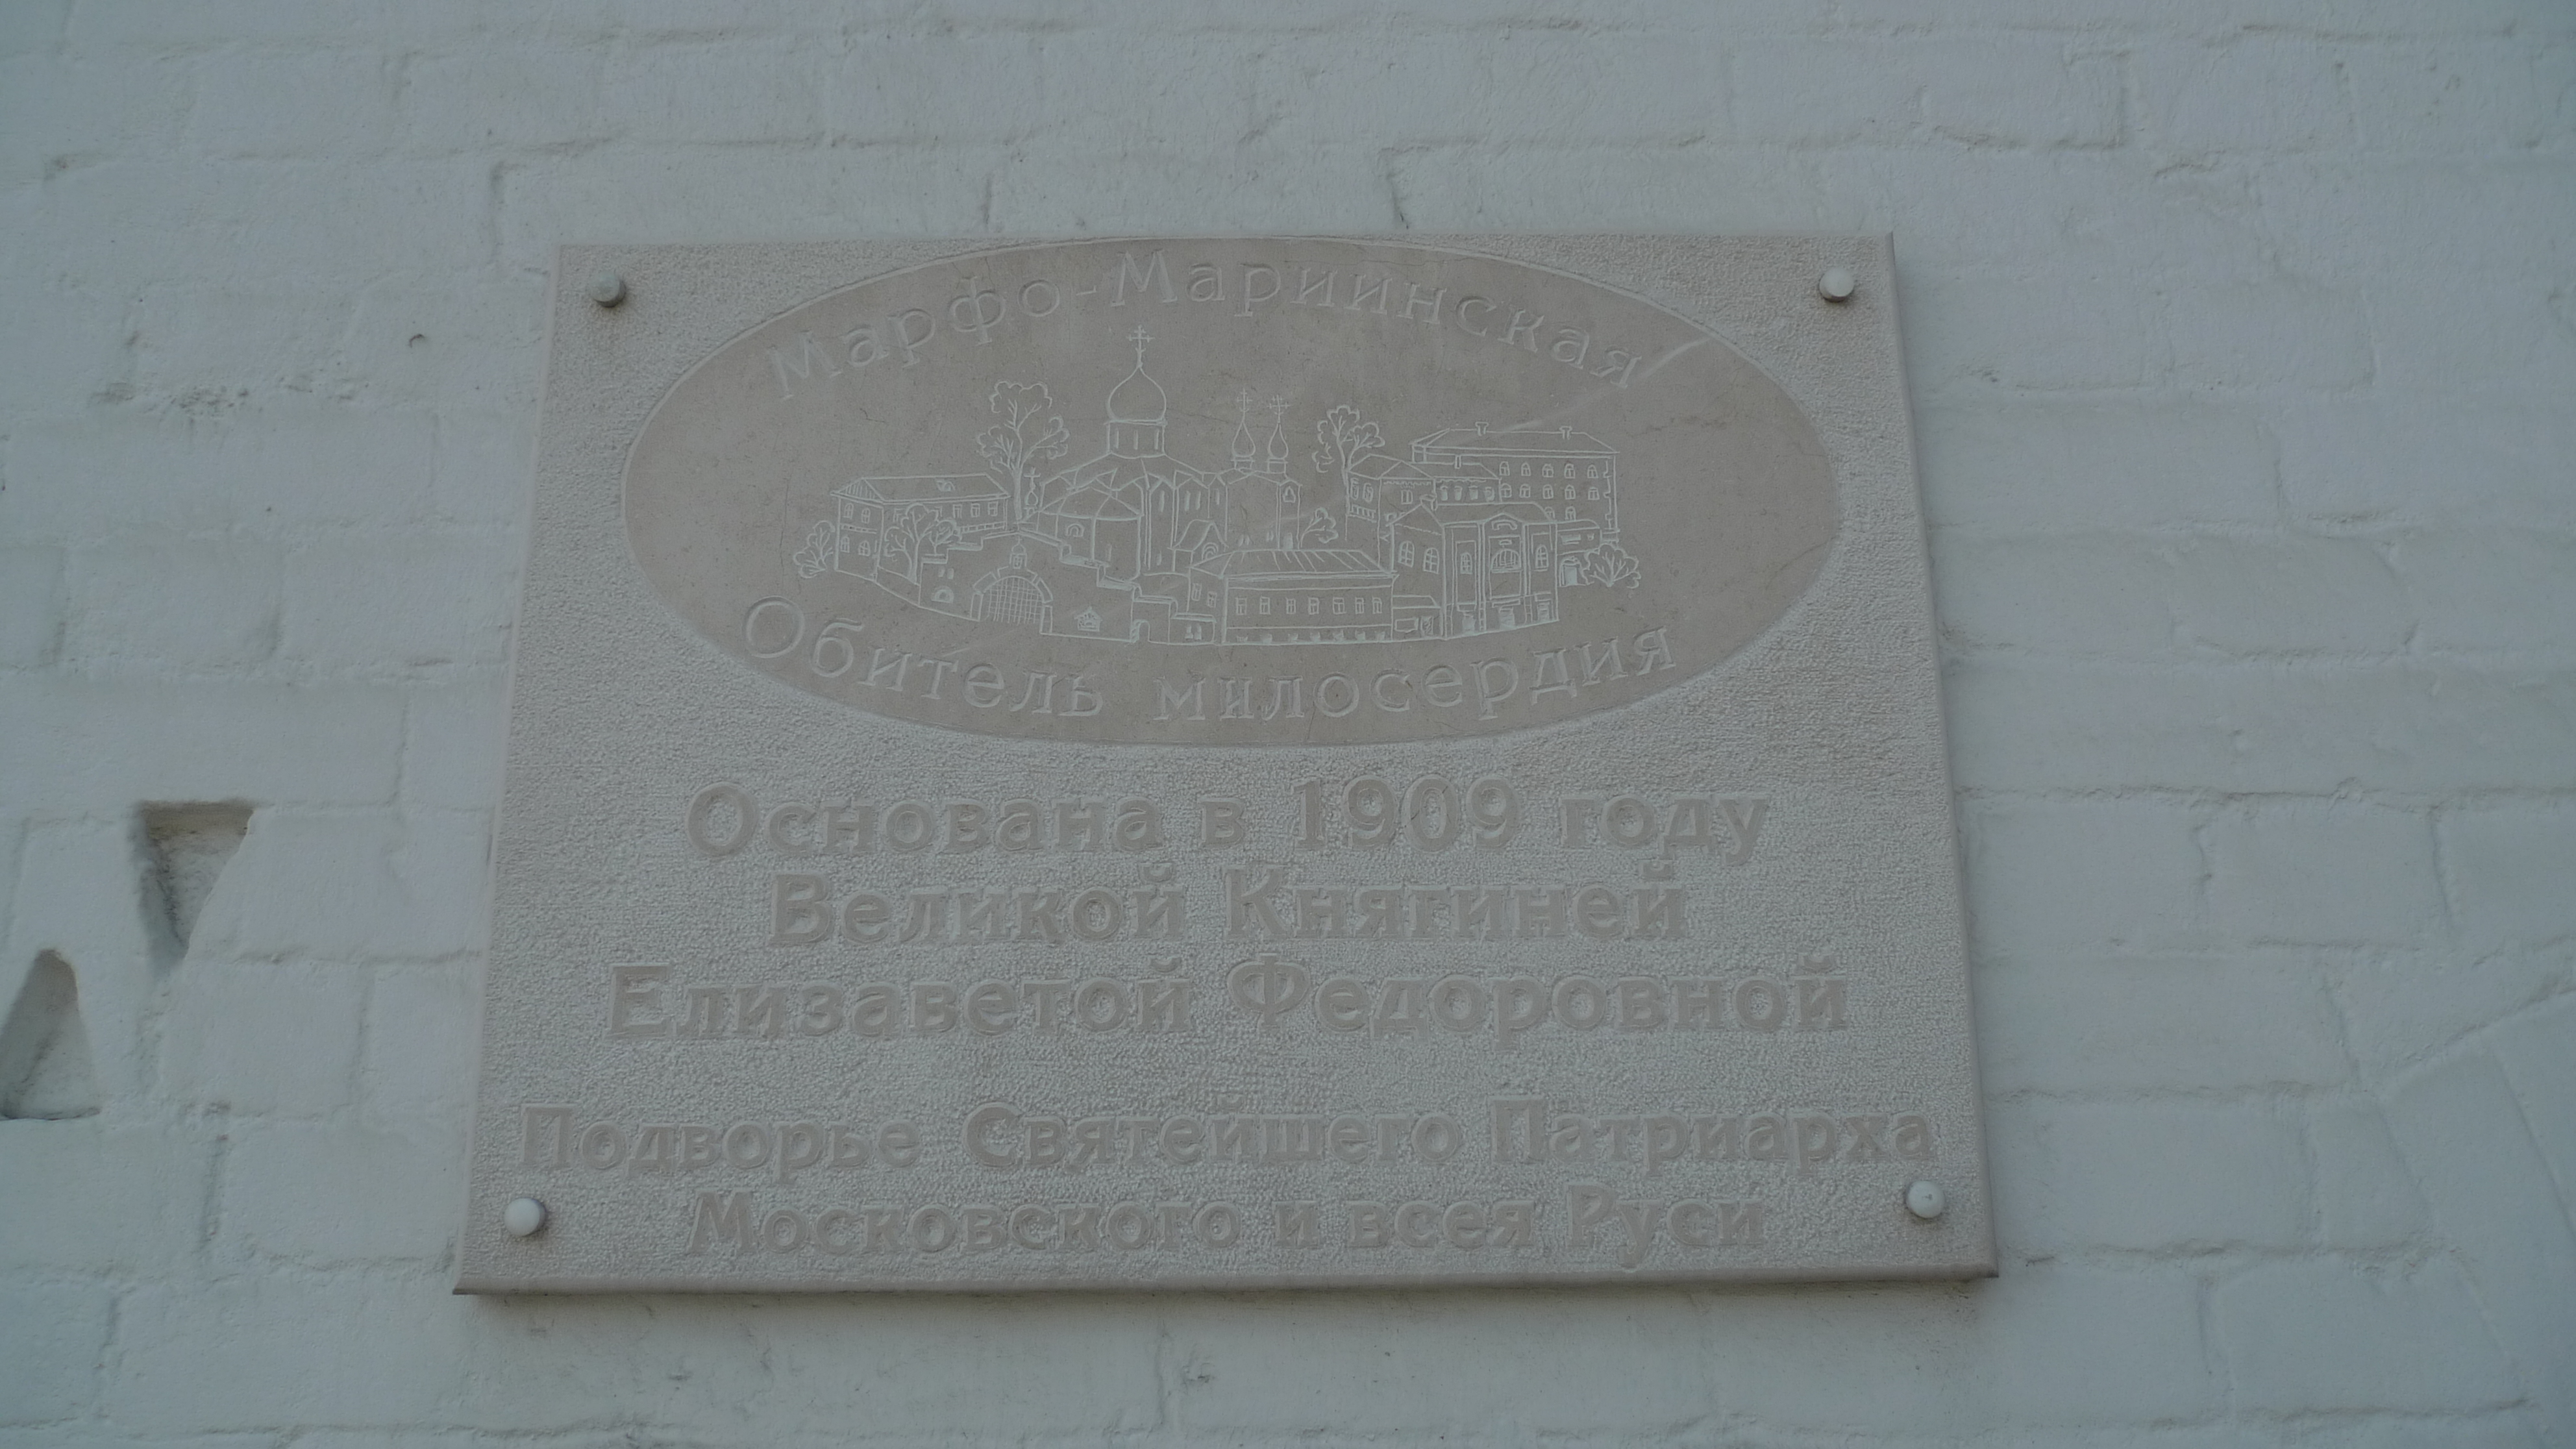 Марфо-Мариинская
Обитель милосердия
Основана в 1909 году
Великой Княгиней
Елизаветой Федоровной
Подворье Святейшего Патриарха
Московского и всея Руси